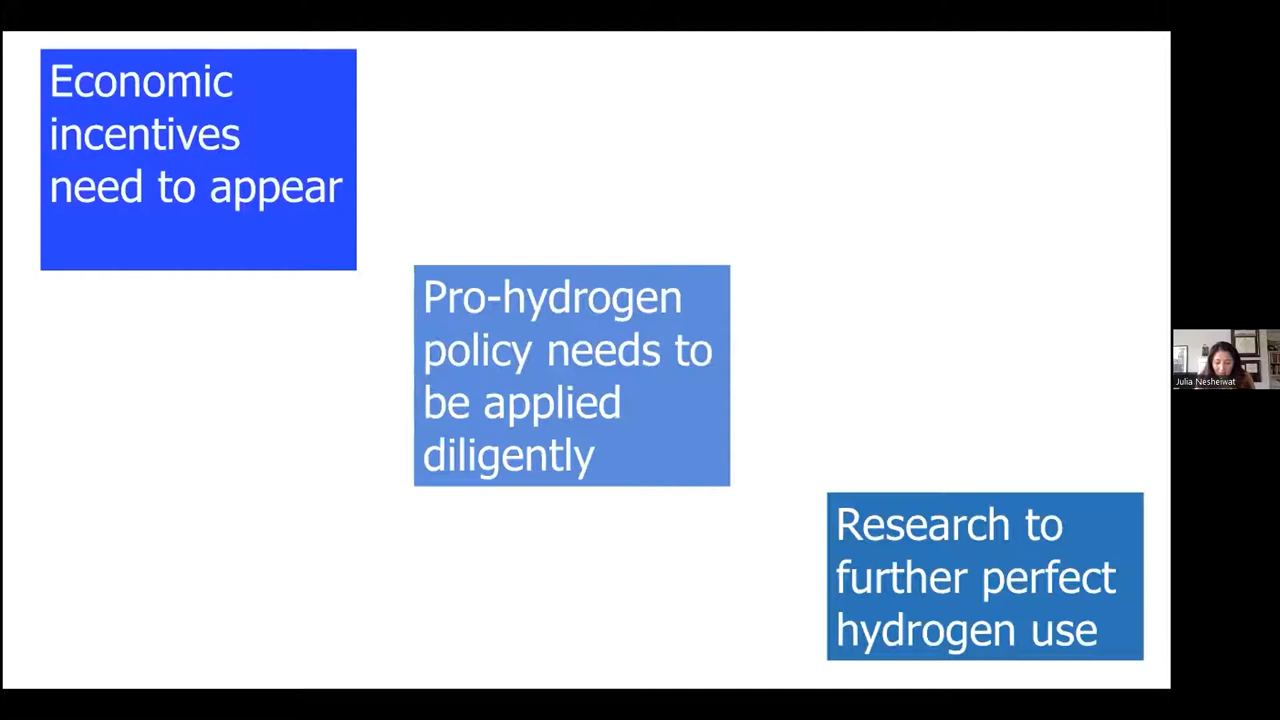 Economic
incentives
need to appear
Pro-hydrogen
policy needs to
be applied
diligently
Research to
further perfect
hydrogen use
Julia Nesheiwat